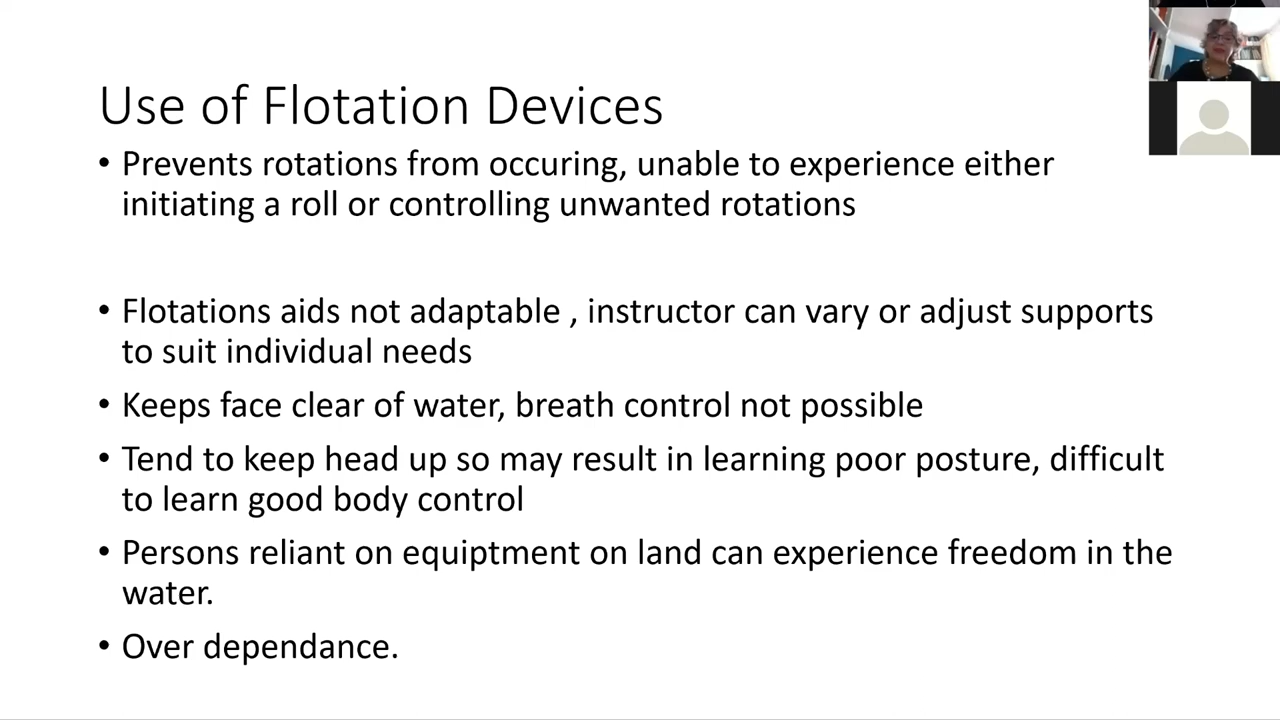 Use of Flotation Devices
• Prevents rotations from occuring, unable to experience either
initiating a roll or controlling unwanted rotations
• Flotations aids not adaptable , instructor can vary or adjust supports
to suit individual needs
• Keeps face clear of water, breath control not possible
• Tend to keep head up so may result in learning poor posture, difficult
to learn good body control
• Persons reliant on equiptment on land can experience freedom in the
water.
• Over dependance.